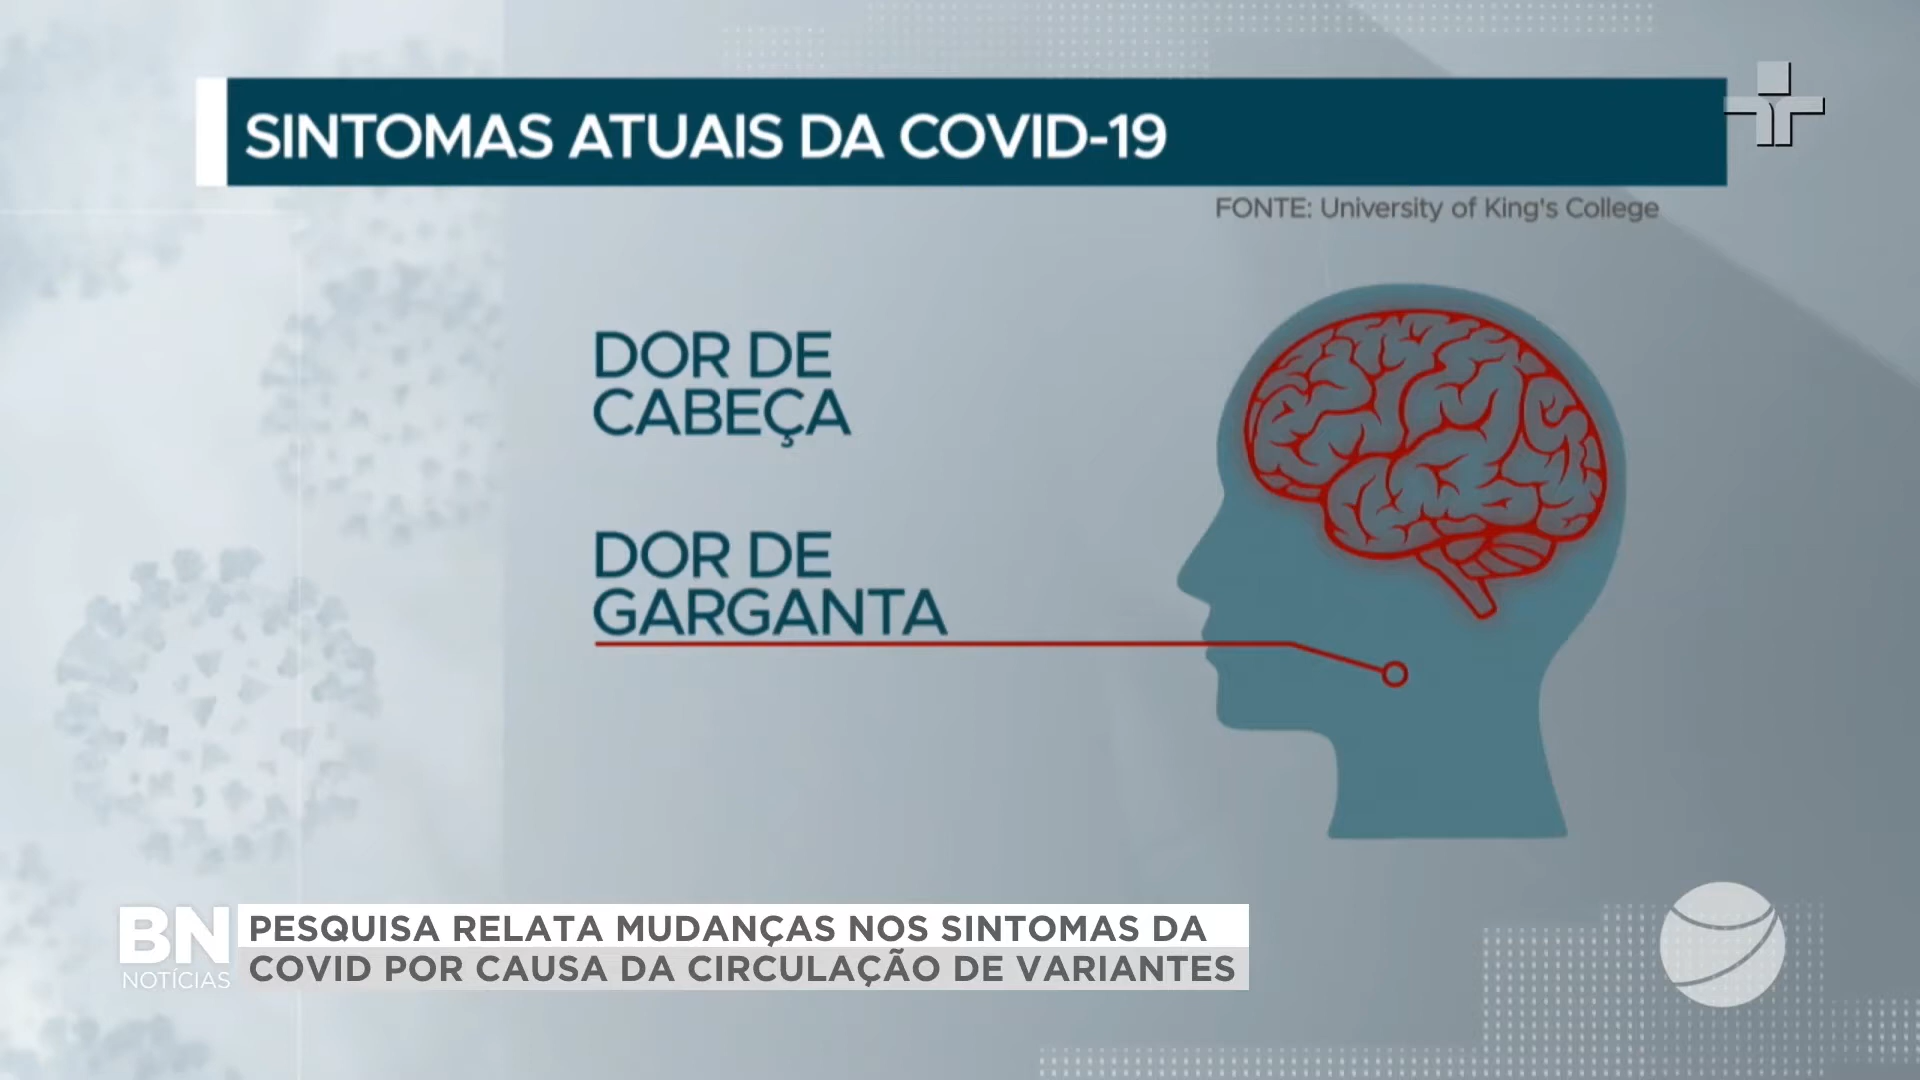 SINTOMAS ATUAIS DA COVID-19
FONTE: University of King's College
DOR DE
CABEÇA
DOR DE
GARGANTA
BN
NOTÍCIAS
PESQUISA RELATA MUDANÇAS NOS SINTOMAS DA
COVID POR CAUSA DA CIRCULAÇÃO DE VARIANTES